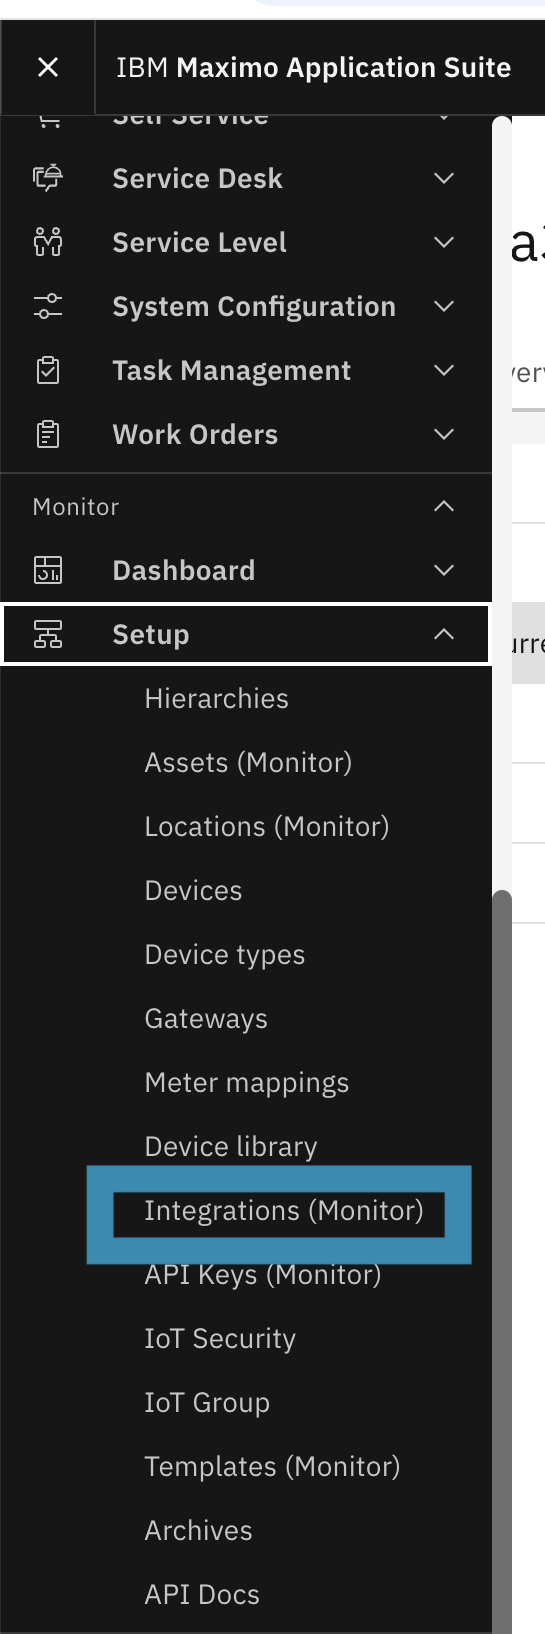 IBM Maximo Application Suite
Self Service
Service Desk
Service Level
System Configuration
Task Management
Work Orders
Monitor
Dashboard
Setup
Hierarchies
Assets (Monitor)
Locations (Monitor)
Devices
Device types
Gateways
Meter mappings
Device library
Integrations (Monitor)
API Keys (Monitor)
IoT Security
IoT Group
Templates (Monitor)
Archives
API Docs